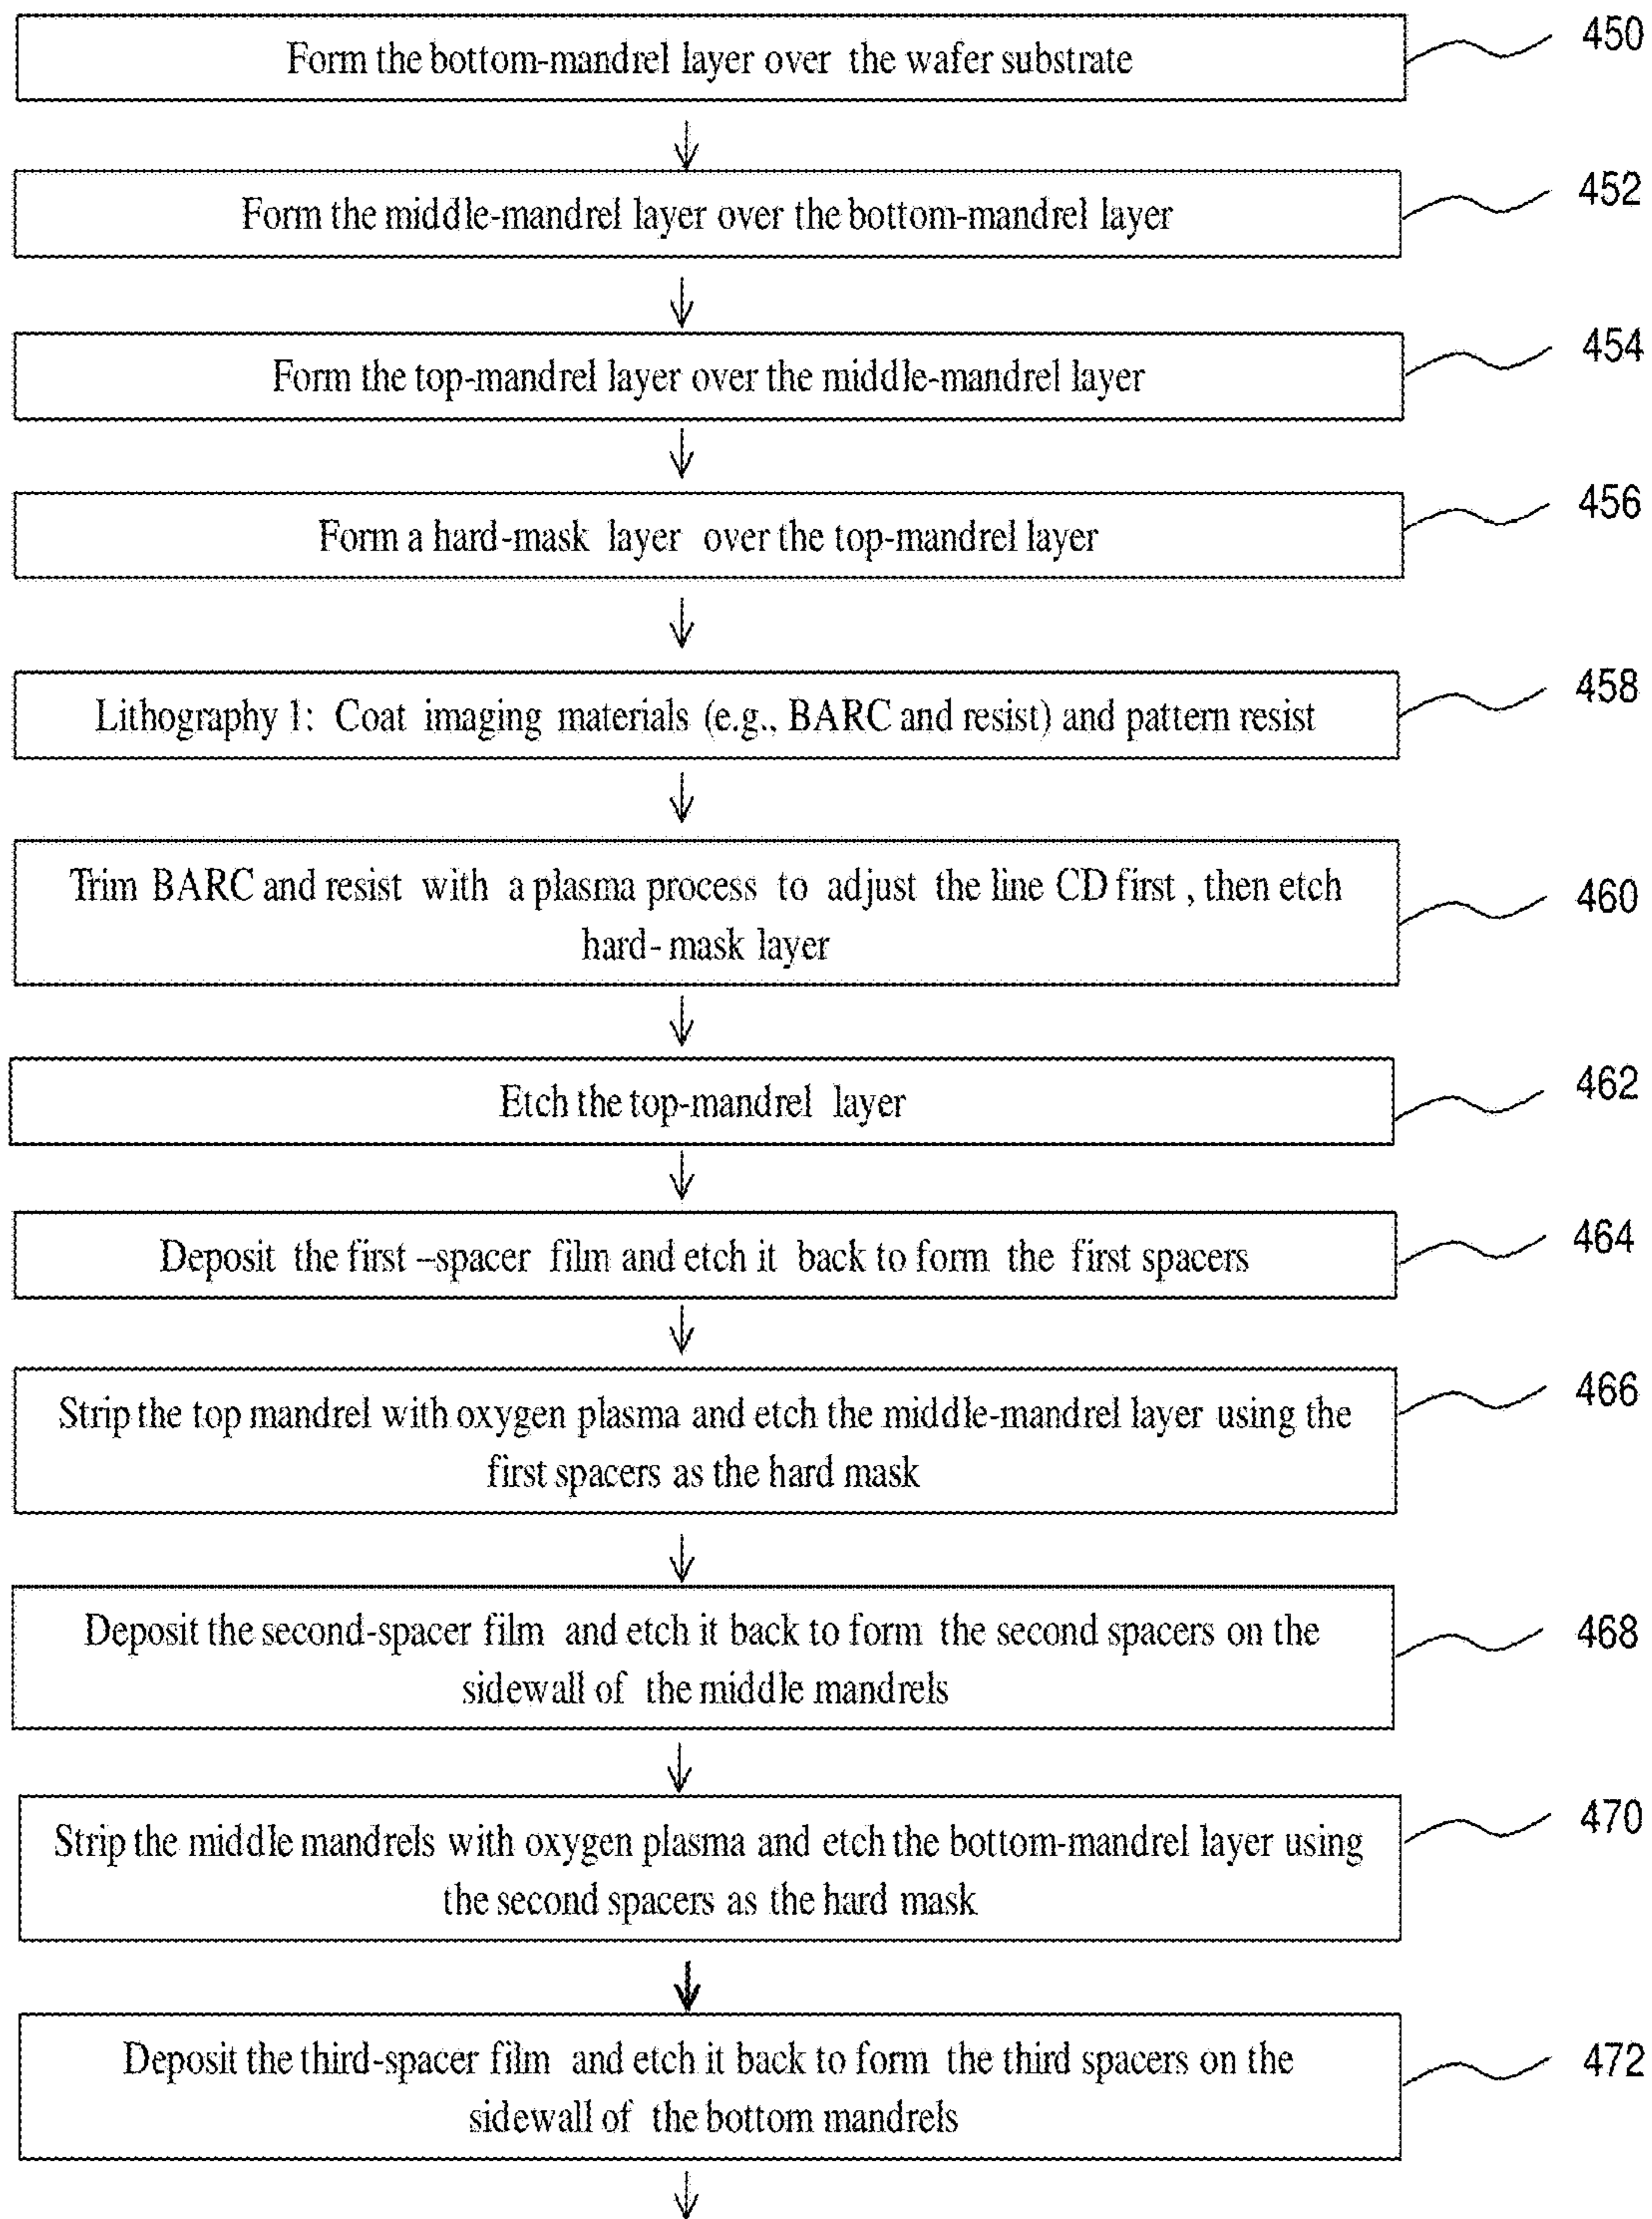 Form the bottom-mandrel layer over the wafer substrate
450
Form the middle-mandrel layer over the bottom-mandrel layer
452
Form the top-mandrel layer over the middle-mandrel layer
454
Form a hard-mask layer over the top-mandrel layer
456
Lithography 1: Coat imaging materials (e.g., BARC and resist) and pattern resist
458
Trim BARC and resist with a plasma process to adjust the line CD first , then etch
hard- mask layer
460
Etch the top-mandrel layer
462
Deposit the first –spacer film and etch it back to form the first spacers
464
Strip the top mandrel with oxygen plasma and etch the middle-mandrel layer using the
first spacers as the hard mask
466
Deposit the second-spacer film and etch it back to form the second spacers on the
sidewall of the middle mandrels
468
Strip the middle mandrels with oxygen plasma and etch the bottom-mandrel layer using
the second spacers as the hard mask
470
Deposit the third-spacer film and etch it back to form the third spacers on the
sidewall of the bottom mandrels
472